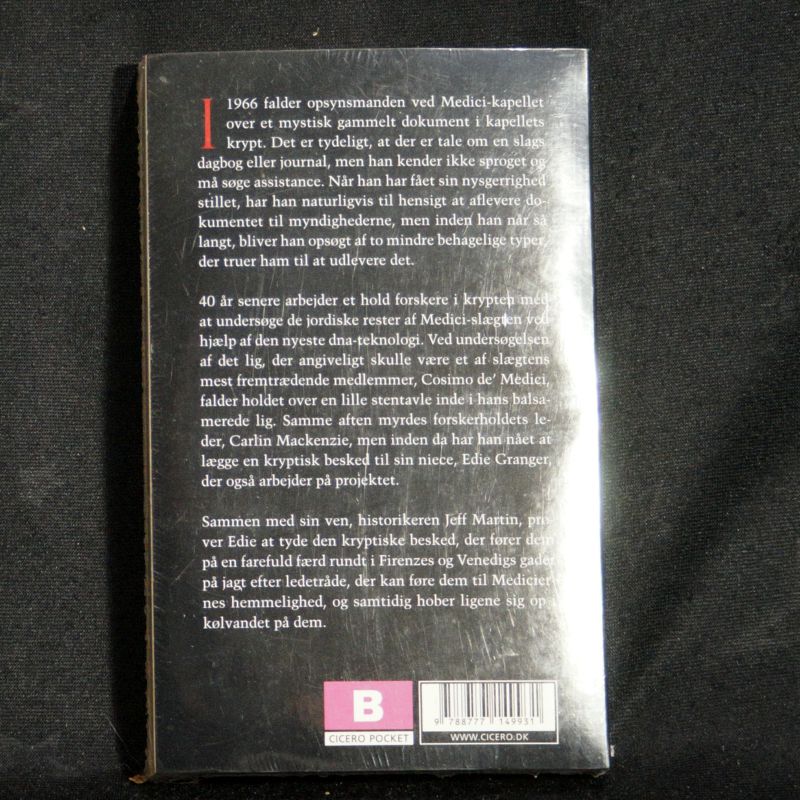 I 1966 falder opsynsmanden ved Medici-kapellet
over et mystisk gammelt dokument i kapellets
krypt. Det er tydeligt, at der er tale om en slags
dagbog eller journal, men han kender ikke sproget og
må søge assistance. Når han har fået sin nysgerrighed
stillet, har han naturligvis til hensigt at aflevere do-
kumentet til myndighederne, men inden han når så
langt, bliver han opsøgt af to mindre behagelige typer,
der truer ham til at udlevere det.
40 år senere arbejder et hold forskere i krypten med
at undersøge de jordiske rester af Medici-slægten ved
hjælp af den nyeste dna-teknologi. Ved undersøgelsen
af det lig, der angiveligt skulle være et af slægtens
mest fremtrædende medlemmer, Cosimo de' Medici,
falder holdet over en lille stentavle inde i hans balsa-
merede lig. Samme aften myrdes forskerholdets le-
der, Carlin Mackenzie, men inden da har han nået at
lægge en kryptisk besked til sin niece, Edie Granger,
der også arbejder på projektet.
Sammen med sin ven, historikeren Jeff Martin, prø-
ver Edie at tyde den kryptiske besked, der fører dem
på en farefuld færd rundt i Firenzes og Venedigs gader
på jagt efter ledetråde, der kan føre dem til Medicier-
nes hemmelighed, og samtidig hober ligene sig op i
kølvandet på dem.
B
CICERO POCKET
9 788777 149931
WWW.CICERO.DK